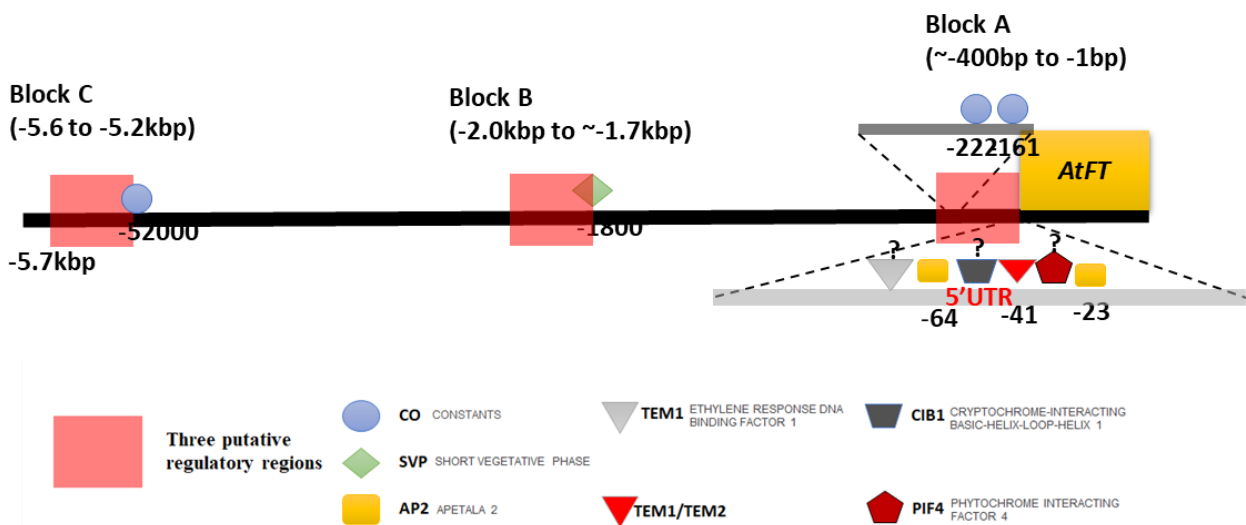 Block A
(~-400bp to -1bp)
Block C
(-5.6 to -5.2kbp)
Block B
(-2.0kbp to ~-1.7kbp)
-222
-161
AtFT
-52000
-1800
-5.7kbp
? ? ?
5'UTR
-64
-41
-23
Three putative
regulatory regions
CO CONSTANTS
SVP SHORT VEGETATIVE PHASE
AP2 APETALA 2
TEM1 ETHYLENE RESPONSE DNA
BINDING FACTOR 1
TEM1/TEM2
CIB1 CRYPTOCHROME-INTERACTING
BASIC-HELIX-LOOP-HELIX 1
PIF4 PHYTOCHROME INTERACTING
FACTOR 4